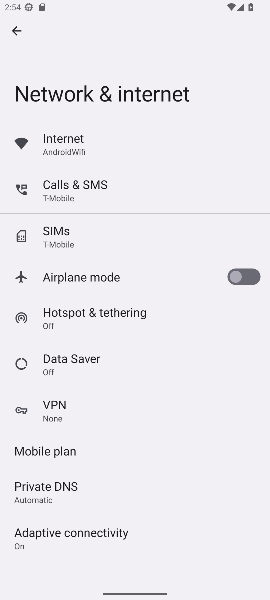 2:54
Network & internet
Internet
AndroidWifi
Calls & SMS
T-Mobile
SIMs
T-Mobile
Airplane mode
Hotspot & tethering
Off
Data Saver
Off
VPN
None
Mobile plan
Private DNS
Automatic
Adaptive connectivity
On